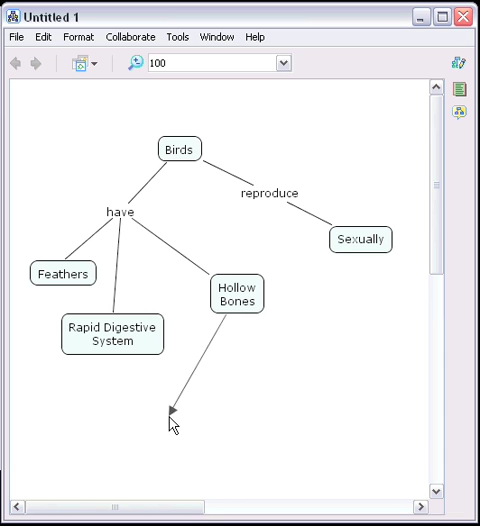 Untitled 1
File Edit Format Collaborate Tools Window Help
100
Birds
reproduce
have
Sexually
Feathers
Hollow
Bones
Rapid Digestive
System